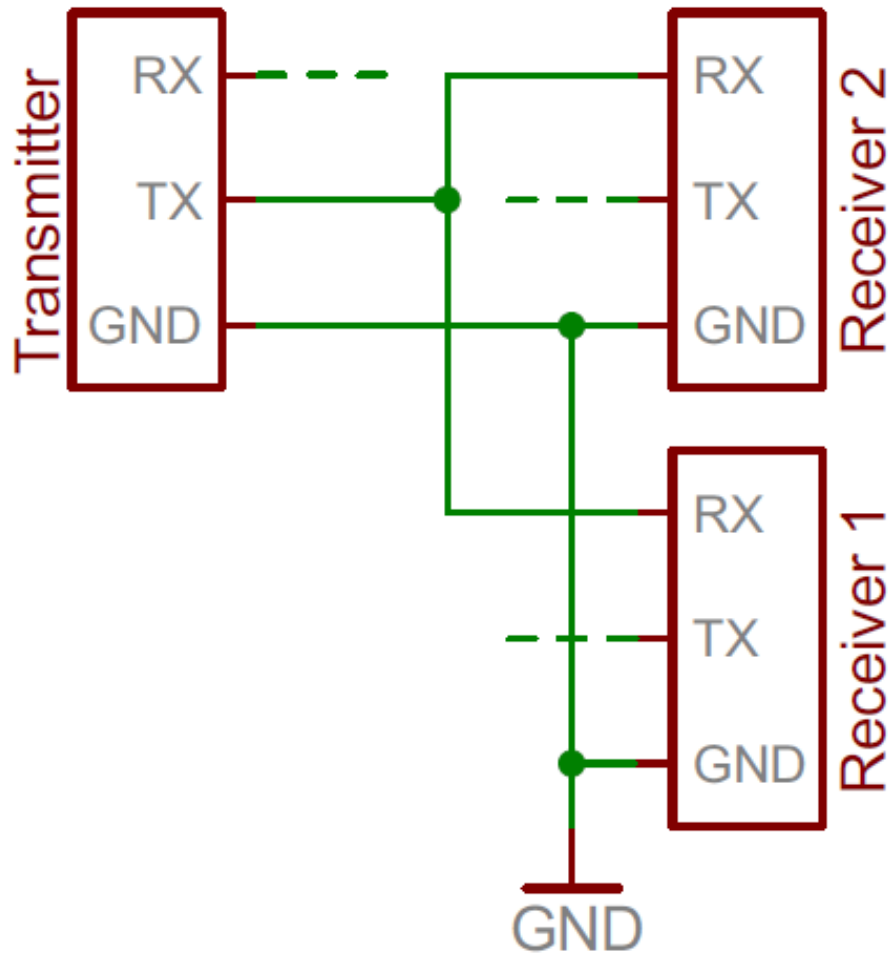 Transmitter
RX
TX
GND
RX
TX
GND
Receiver 2
RX
TX
GND
Receiver 1
GND